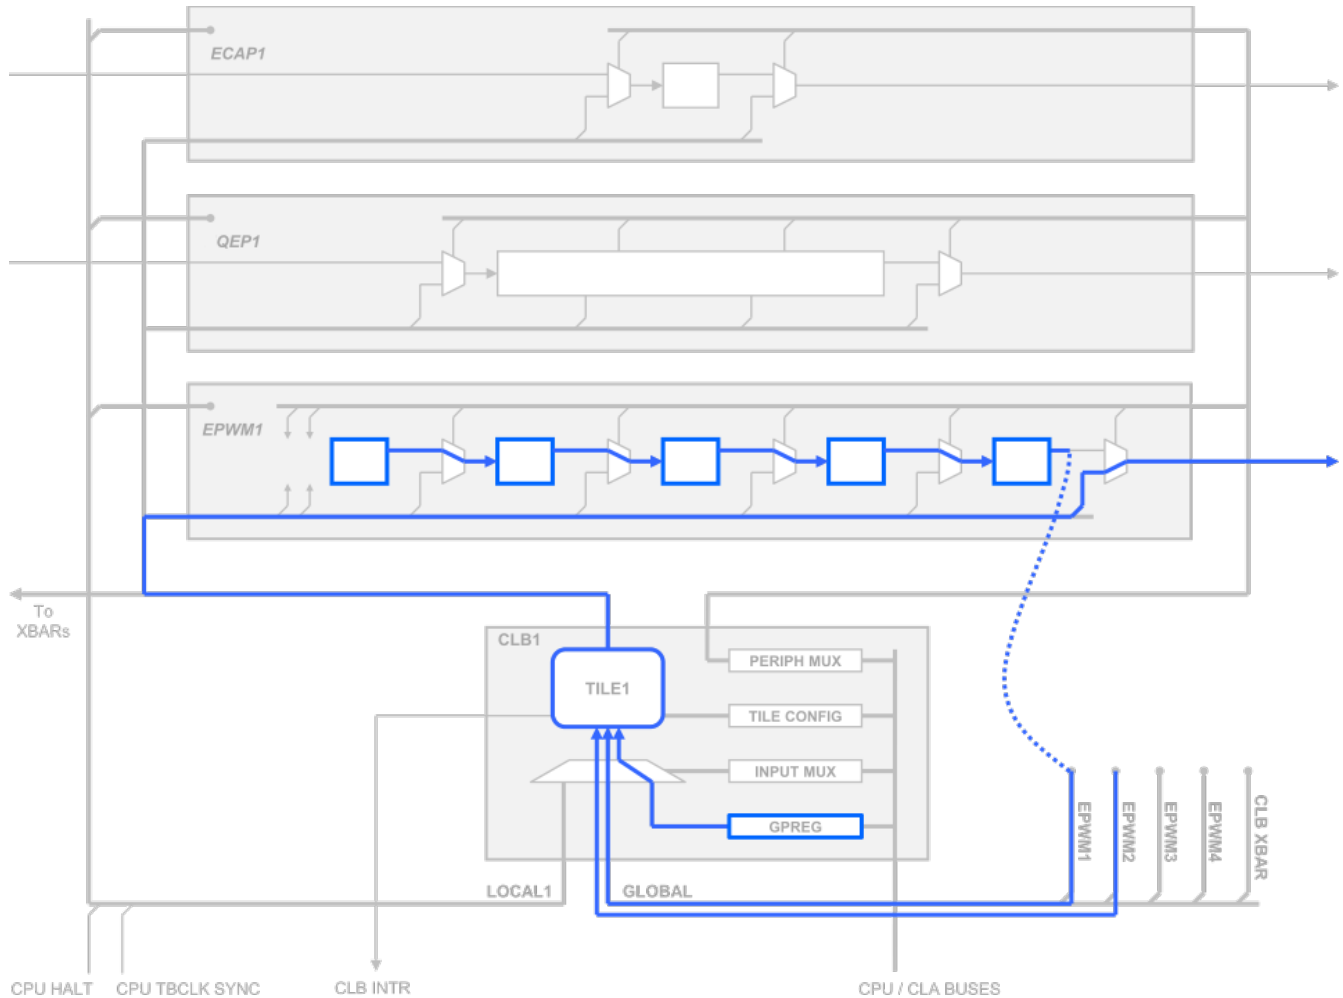 ECAP1
QEP1
EPWM1
To
XBARs
CLB1
PERIPH MUX
TILE1
TILE CONFIG
INPUT MUX
GPREG
EPWM1
EPWM2
EPWM3
EPWM4
CLB XBAR
LOCAL1
GLOBAL
CPU HALT
CPU TBCLK SYNC
CLB INTR
CPU / CLA BUSES